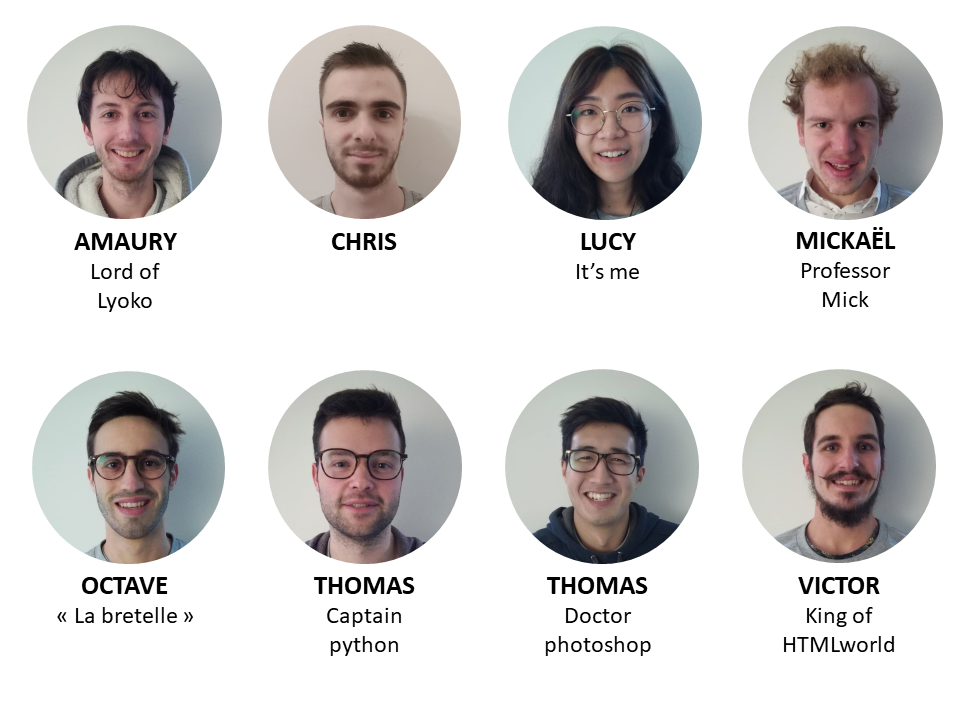 AMAURY
Lord of
Lyoko
CHRIS
LUCY
It’s me
MICKAËL
Professor
Mick
OCTAVE
« La bretelle »
THOMAS
Captain
python
THOMAS
Doctor
photoshop
VICTOR
King of
HTMLworld